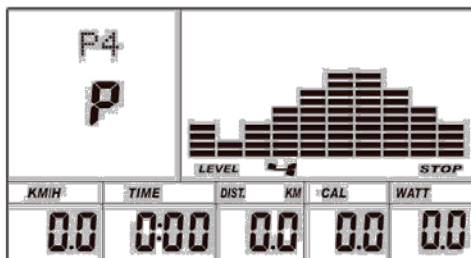 P4
P
LEVEL 4 STOP
KM/H TIME DIST. KM CAL WATT
0.0 0:00 0.0 0.0 0.0